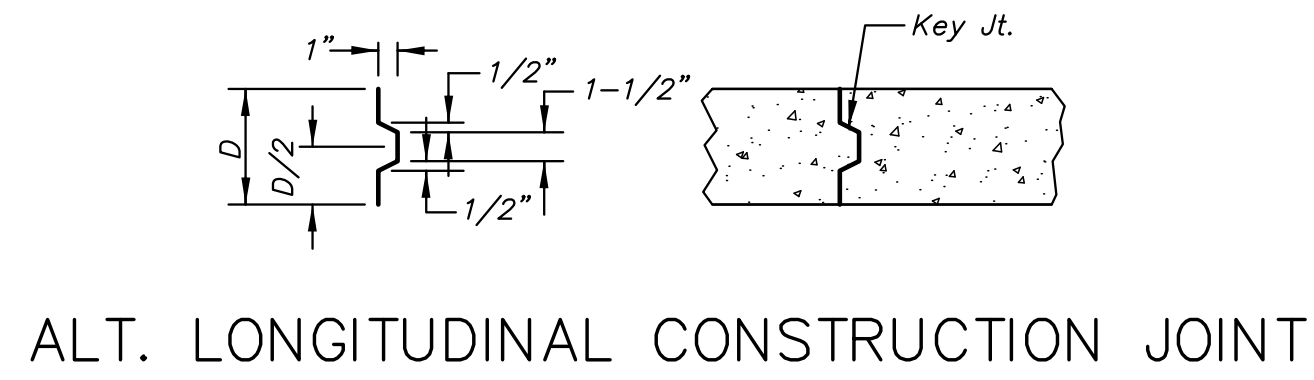 Key Jt.
1"
1/2"
1-1/2"
D
D/2
1/2"
ALT. LONGITUDINAL CONSTRUCTION JOINT